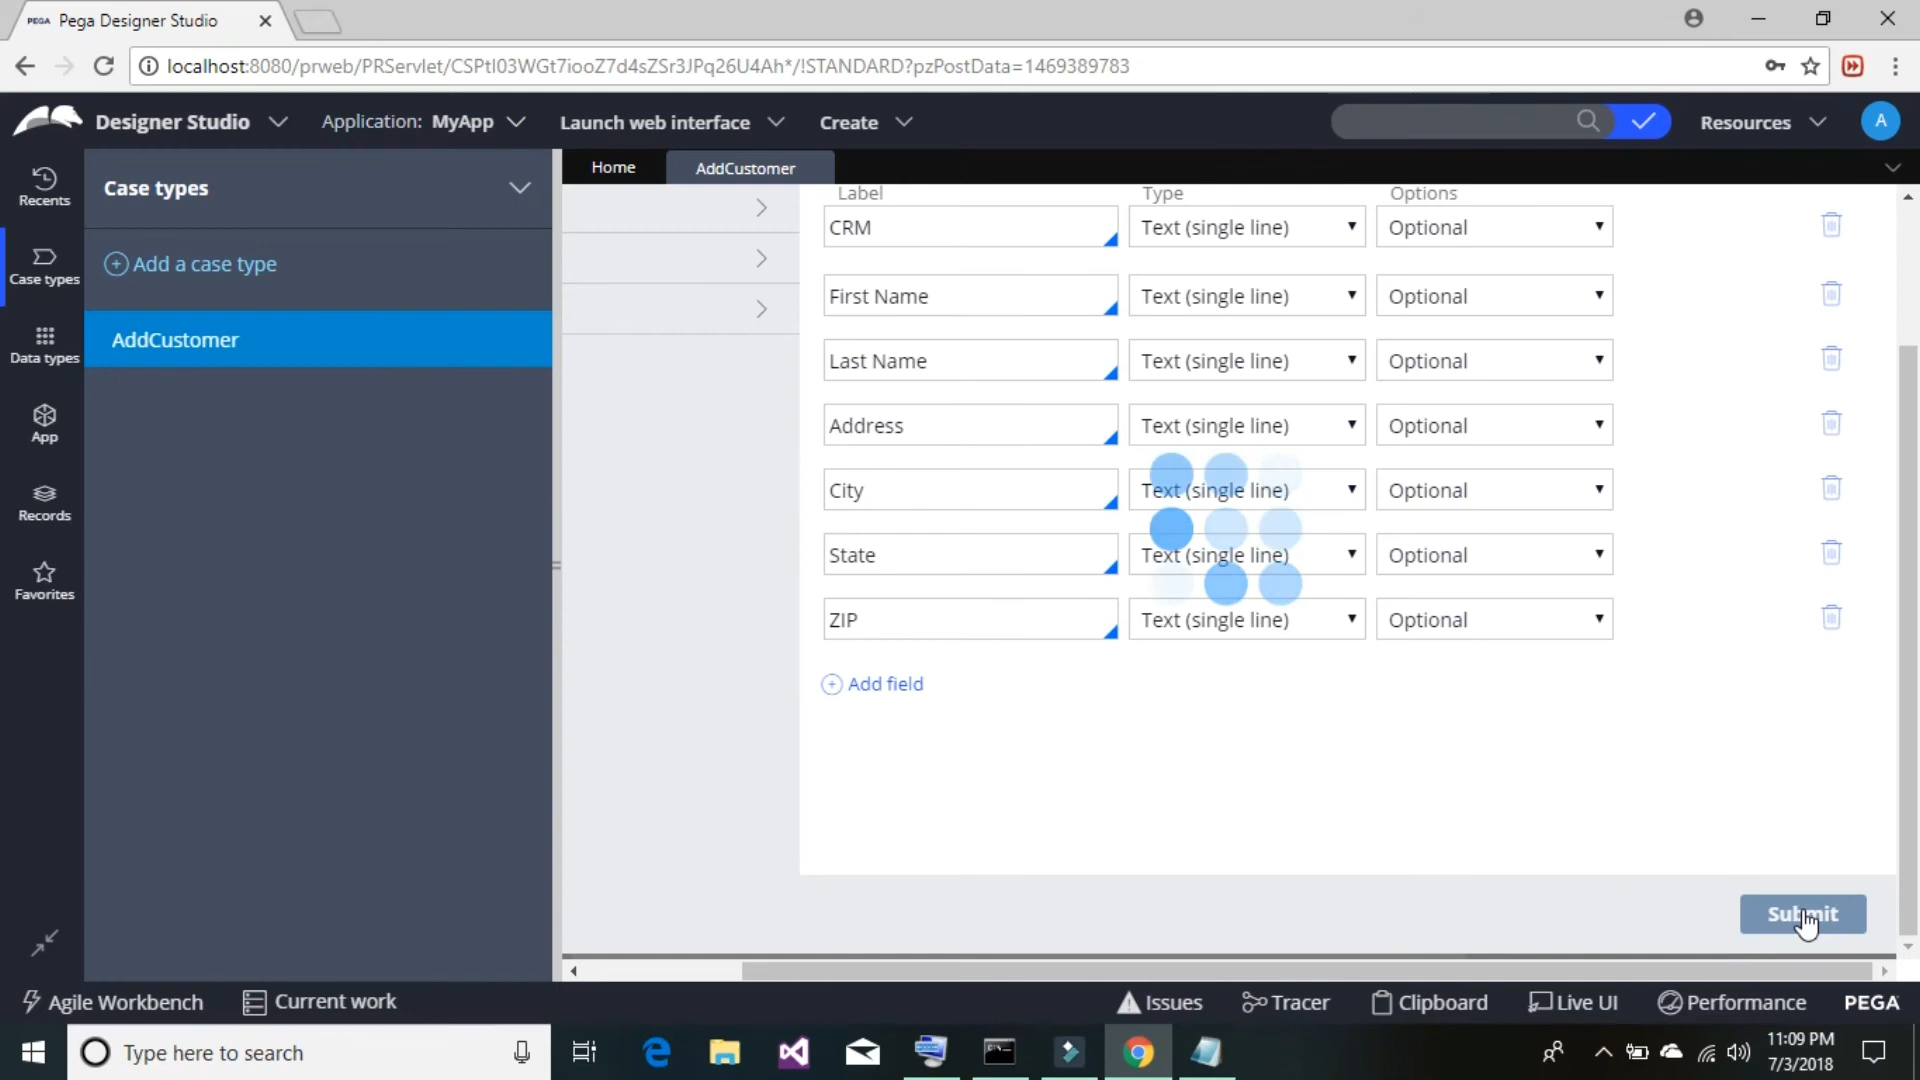 PEGA Pega Designer Studio
localhost:8080/prweb/PRServlet/CSPtI03WGt7iooZ7d4sZSr3JPq26U4Ah*/!STANDARD?pzPostData=1469389783
Designer Studio Application: MyApp Launch web interface Create Resources A
Recents
Case types
Data types
App
Records
Favorites
Case types
Add a case type
AddCustomer
Home AddCustomer
Label Type Options
CRM Text (single line) Optional
First Name Text (single line) Optional
Last Name Text (single line) Optional
Address Text (single line) Optional
City Text (single line) Optional
State Text (single line) Optional
ZIP Text (single line) Optional
Add field
Submit
Agile Workbench Current work Issues Tracer Clipboard Live UI Performance PEGA
Type here to search
11:09 PM
7/3/2018